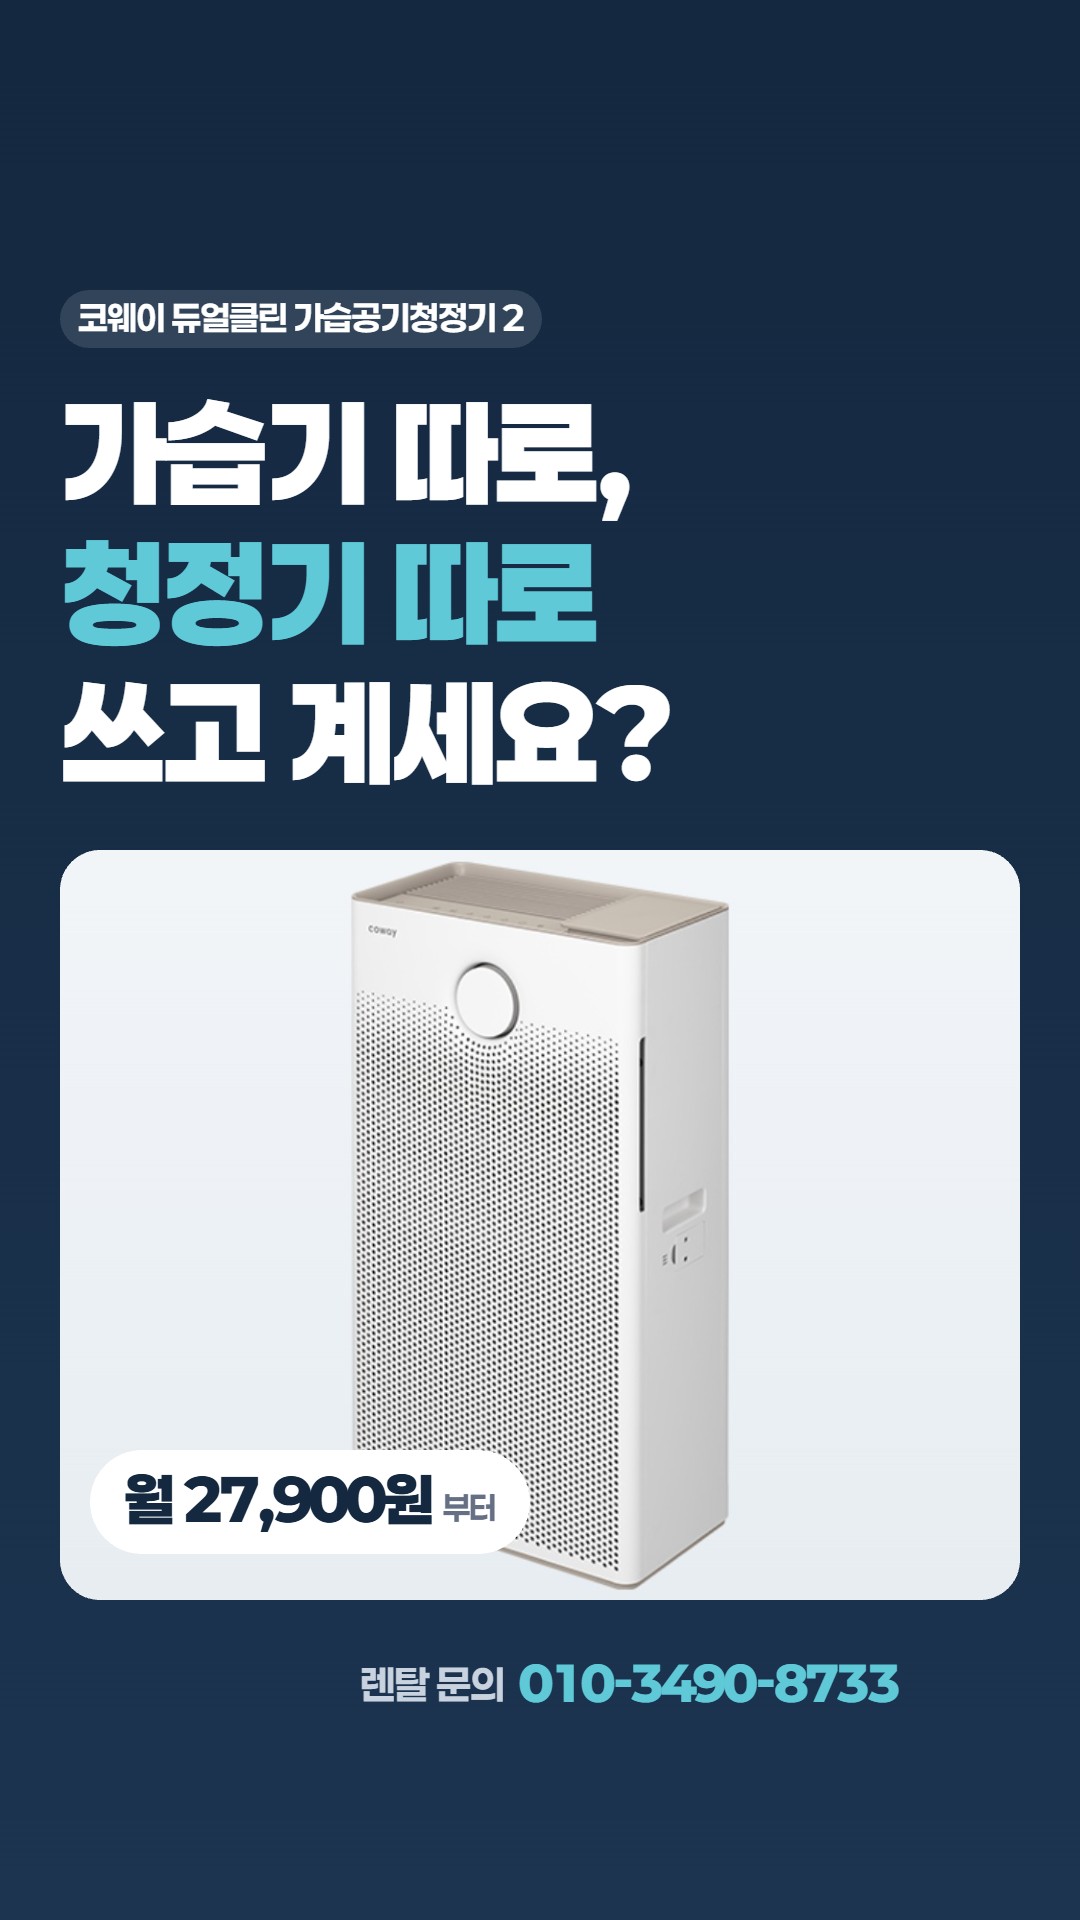 코웨이 듀얼클린 가습공기청정기 2
가습기 따로,
청정기 따로
쓰고 계세요?
coway
월 27,900원 부터
렌탈 문의 010-3490-8733